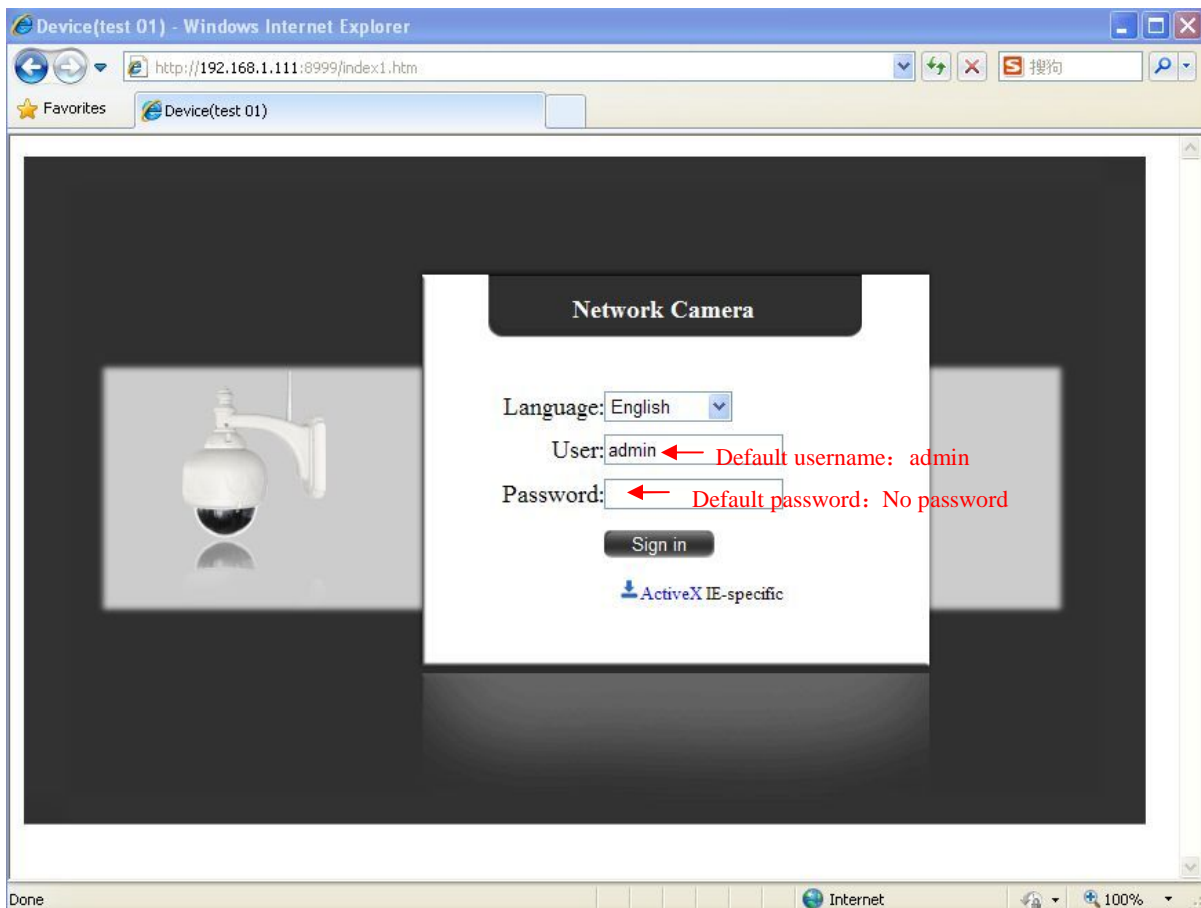 Device(test 01) - Windows Internet Explorer
http://192.168.1.111:8999/index1.htm
搜狗
Favorites
Device(test 01)
Network Camera
Language: English
User: admin
Default username：admin
Password:
Default password：No password
Sign in
ActiveX IE-specific
Done
Internet
100%